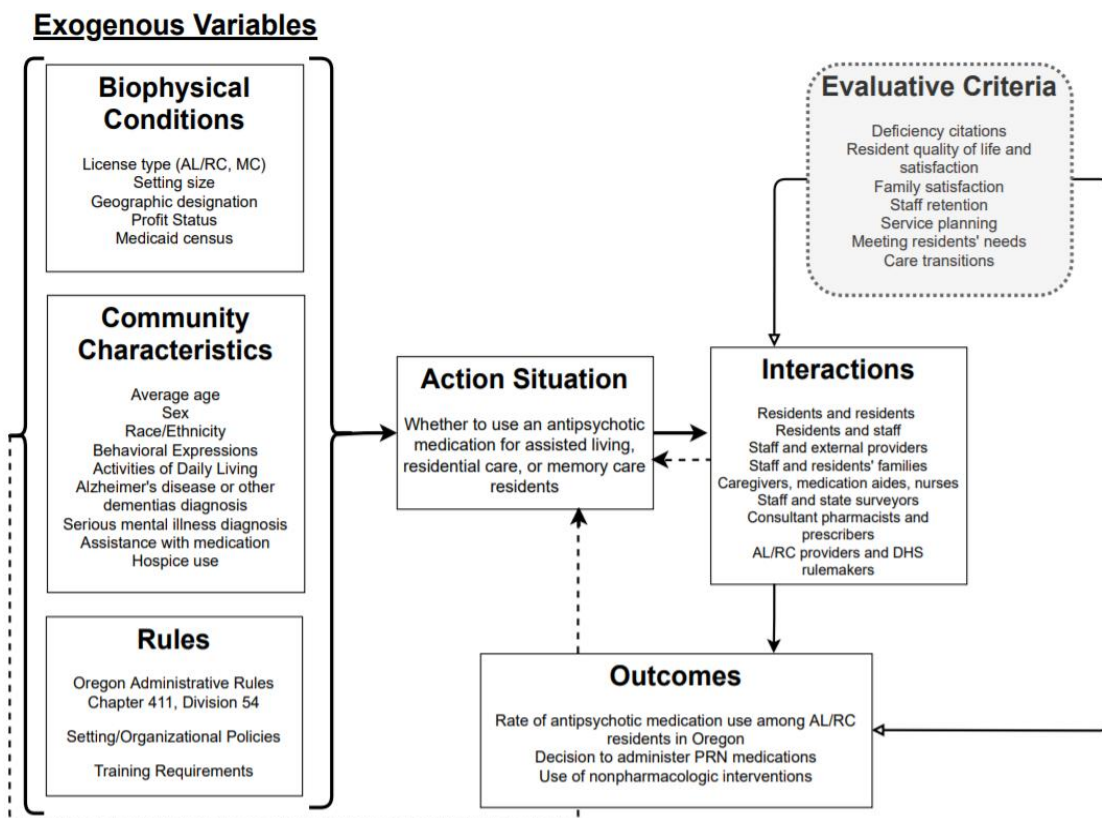 Exogenous Variables
Biophysical
Conditions
License type (AL/RC, MC)
Setting size
Geographic designation
Profit Status
Medicaid census
Community
Characteristics
Average age
Sex
Race/Ethnicity
Behavioral Expressions
Activities of Daily Living
Alzheimer's disease or other
dementias diagnosis
Serious mental illness diagnosis
Assistance with medication
Hospice use
Rules
Oregon Administrative Rules
Chapter 411, Division 54
Setting/Organizational Policies
Training Requirements
Action Situation
Whether to use an antipsychotic
medication for assisted living,
residential care, or memory care
residents
Evaluative Criteria
Deficiency citations
Resident quality of life and
satisfaction
Family satisfaction
Staff retention
Service planning
Meeting residents' needs
Care transitions
Interactions
Residents and residents
Residents and staff
Staff and external providers
Staff and residents' families
Caregivers, medication aides, nurses
Staff and state surveyors
Consultant pharmacists and
prescribers
AL/RC providers and DHS
rulemakers
Outcomes
Rate of antipsychotic medication use among AL/RC
residents in Oregon
Decision to administer PRN medications
Use of nonpharmacologic interventions